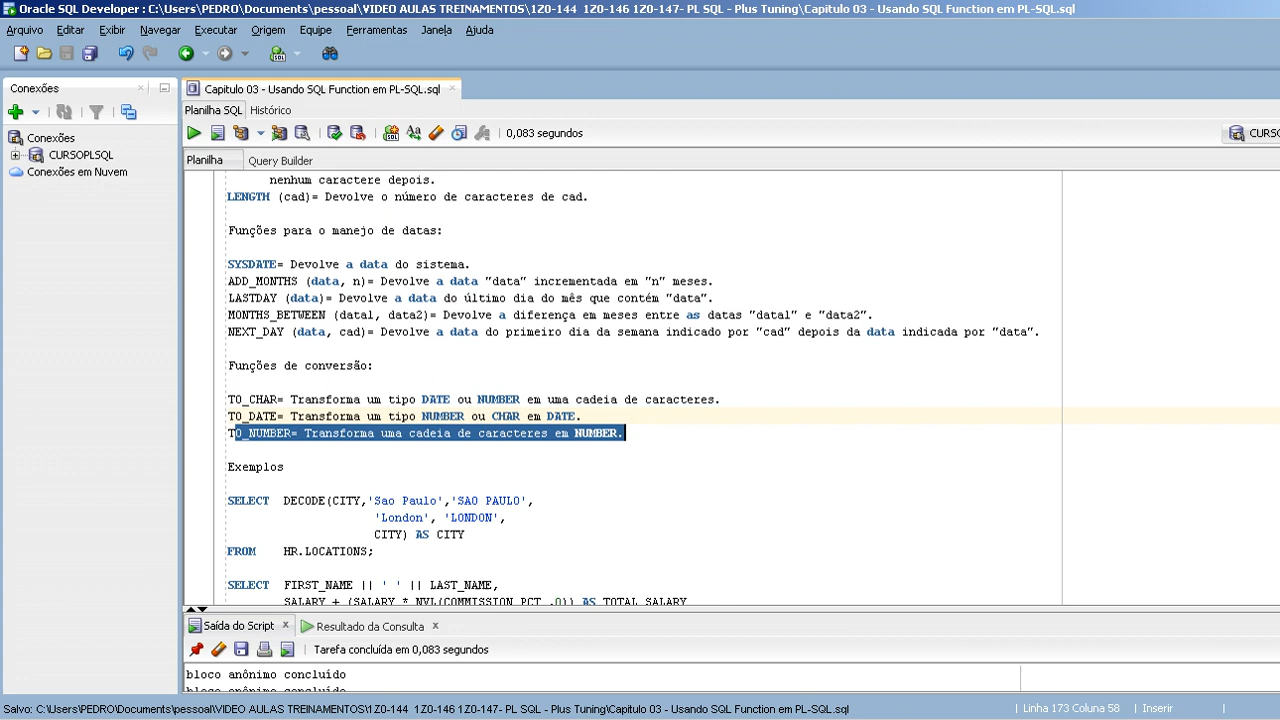 Oracle SQL Developer : C:\Users\PEDRO\Documents\pessoal\VIDEO AULAS TREINAMENTOS\1Z0-144 1Z0-146 1Z0-147- PL SQL - Plus Tuning\Capitulo 03 - Usando SQL Function em PL-SQL.sql
Arquivo Editar Exibir Navegar Executar Origem Equipe Ferramentas Janela Ajuda
Conexões
Capitulo 03 - Usando SQL Function em PL-SQL.sql
Planilha SQL Histórico
0,083 segundos
CURSO
Conexões
CURSOPLSQL
Conexões em Nuvem
Planilha Query Builder
nenhum caractere depois.
LENGTH (cad)= Devolve o número de caracteres de cad.
Funções para o manejo de datas:
SYSDATE= Devolve a data do sistema.
ADD_MONTHS (data, n)= Devolve a data "data" incrementada em "n" meses.
LASTDAY (data)= Devolve a data do último dia do mês que contém "data".
MONTHS_BETWEEN (data1, data2)= Devolve a diferença em meses entre as datas "data1" e "data2".
NEXT_DAY (data, cad)= Devolve a data do primeiro dia da semana indicado por "cad" depois da data indicada por "data".
Funções de conversão:
TO_CHAR= Transforma um tipo DATE ou NUMBER em uma cadeia de caracteres.
TO_DATE= Transforma um tipo NUMBER ou CHAR em DATE.
TO_NUMBER= Transforma uma cadeia de caracteres em NUMBER.
Exemplos
SELECT DECODE(CITY,'Sao Paulo','SAO PAULO',
'London', 'LONDON',
CITY) AS CITY
FROM HR.LOCATIONS;
SELECT FIRST_NAME || ' ' || LAST_NAME,
SALARY + (SALARY * NVL(COMMISSION_PCT ,0)) AS TOTAL_SALARY
Saída do Script Resultado da Consulta
Tarefa concluída em 0,083 segundos
bloco anônimo concluído
bloco anônimo concluído
Salvo: C:\Users\PEDRO\Documents\pessoal\VIDEO AULAS TREINAMENTOS\1Z0-144 1Z0-146 1Z0-147- PL SQL - Plus Tuning\Capitulo 03 - Usando SQL Function em PL-SQL.sql
Linha 173 Coluna 58 Inserir